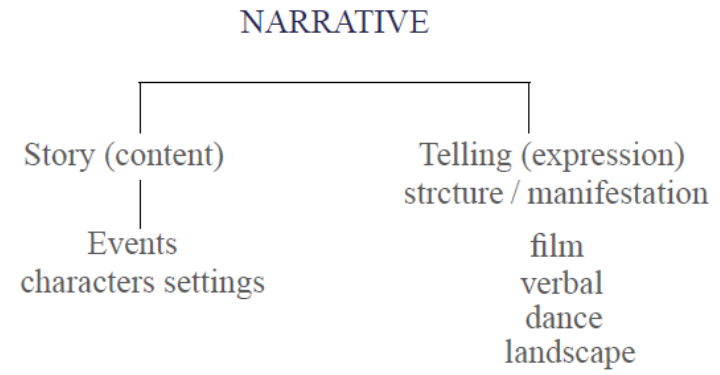 NARRATIVE
Story (content)
Events
characters settings
Telling (expression)
strcture / manifestation
film
verbal
dance
landscape